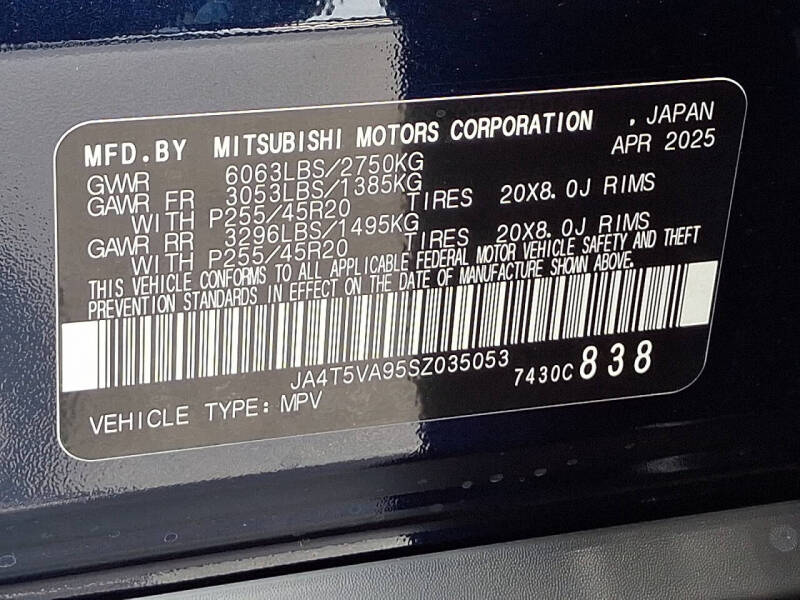 MFD.BY MITSUBISHI MOTORS CORPORATION , JAPAN
GVWR 6063LBS/2750KG APR 2025
GAWR FR 3053LBS/1385KG TIRES 20X8.0J RIMS
WITH P255/45R20
GAWR RR 3296LBS/1495KG TIRES 20X8.0J RIMS
WITH P255/45R20
THIS VEHICLE CONFORMS TO ALL APPLICABLE FEDERAL MOTOR VEHICLE SAFETY AND THEFT
PREVENTION STANDARDS IN EFFECT ON THE DATE OF MANUFACTURE SHOWN ABOVE.
JA4T5VA95SZ035053 7430C 838
VEHICLE TYPE: MPV